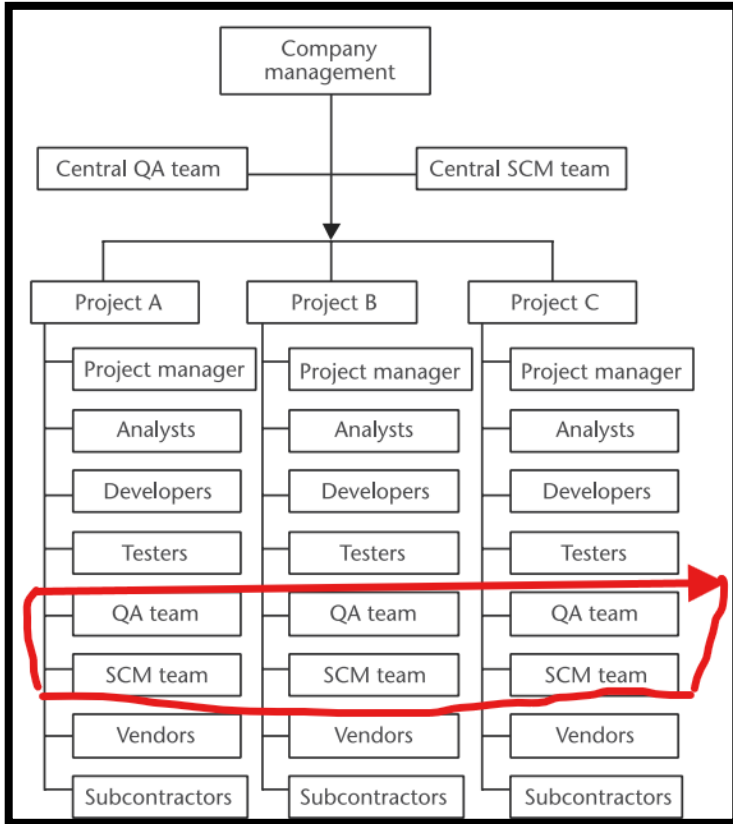 Company
management
Central QA team
Central SCM team
Project A
Project B
Project C
Project manager
Project manager
Project manager
Analysts
Analysts
Analysts
Developers
Developers
Developers
Testers
Testers
Testers
QA team
QA team
QA team
SCM team
SCM team
SCM team
Vendors
Vendors
Vendors
Subcontractors
Subcontractors
Subcontractors